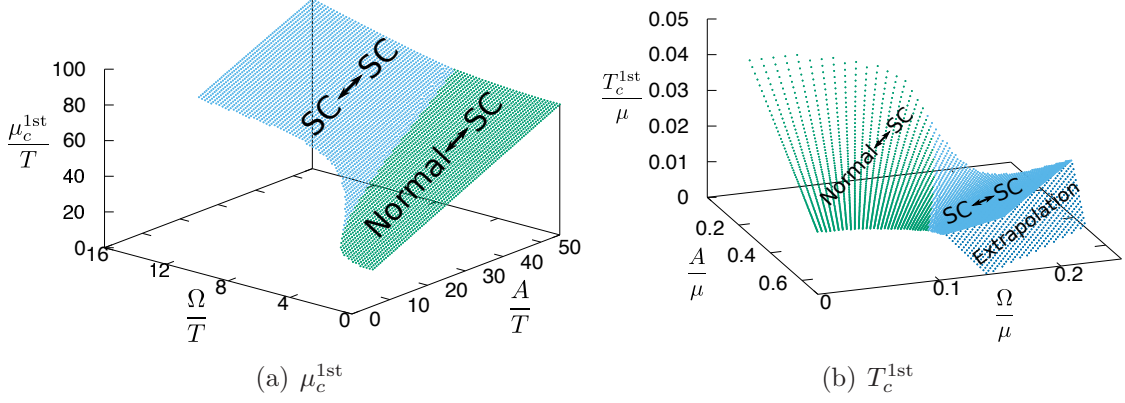 100
80
60
40
20
0
μ_c^{1st}
T
SC↔SC
Normal↔SC
16
12
8
4
0
Ω
T
0
10
20
30
40
50
A
T
(a) μ_c^{1st}
0.05
0.04
0.03
0.02
0.01
0
T_c^{1st}
μ
Normal↔SC
SC↔SC
Extrapolation
0.2
0.4
0.6
A
μ
0
0.1
0.2
Ω
μ
(b) T_c^{1st}